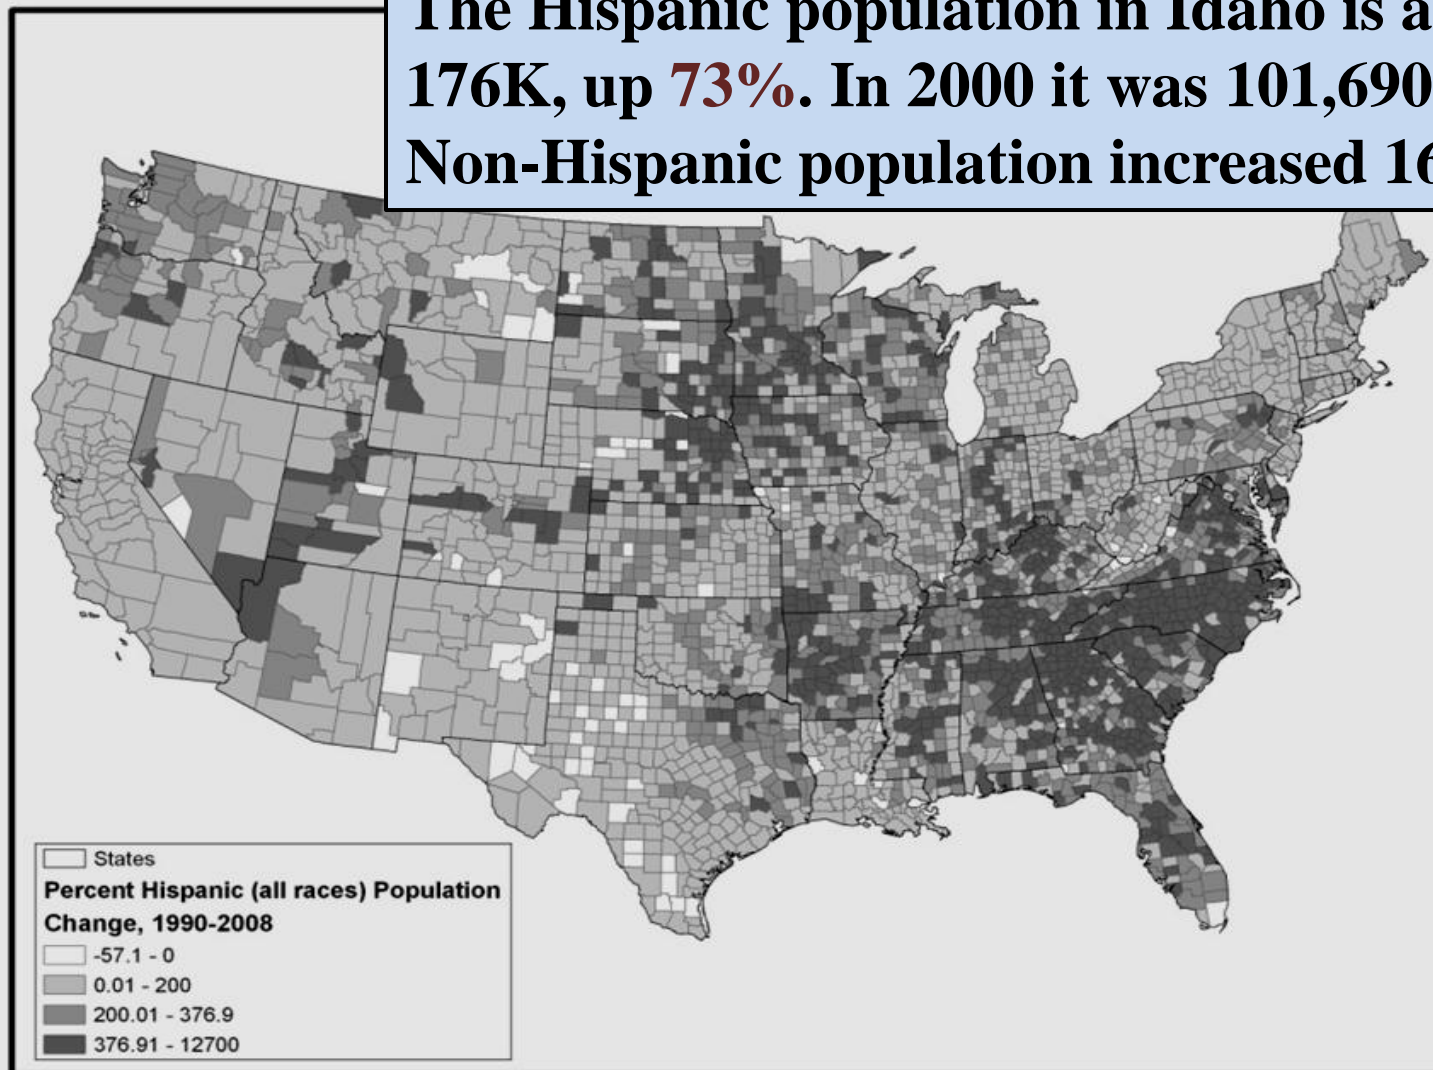 The Hispanic population in Idaho is a
176K, up 73%. In 2000 it was 101,690
Non-Hispanic population increased 16
States
Percent Hispanic (all races) Population
Change, 1990-2008
-57.1 - 0
0.01 - 200
200.01 - 376.9
376.91 - 12700